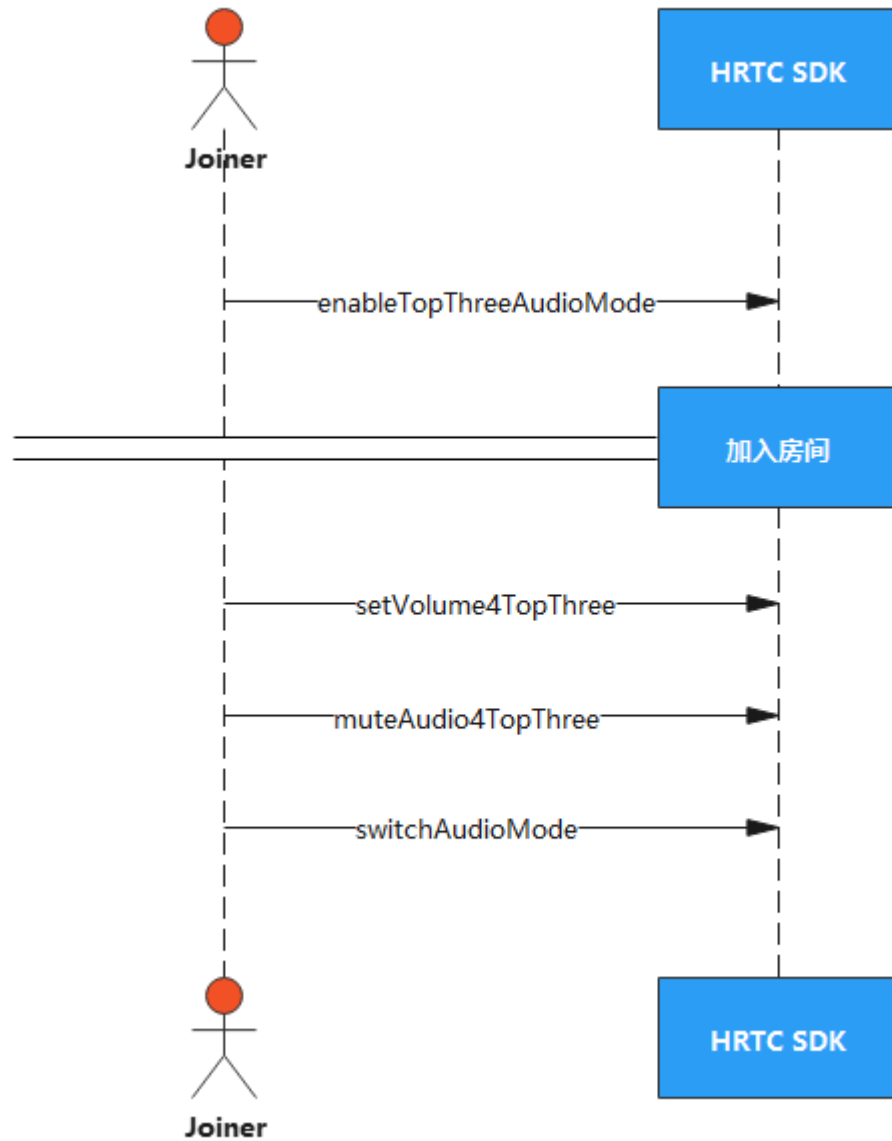 Joiner
HRTC SDK
enableTopThreeAudioMode
加入房间
setVolume4TopThree
muteAudio4TopThree
switchAudioMode
Joiner
HRTC SDK